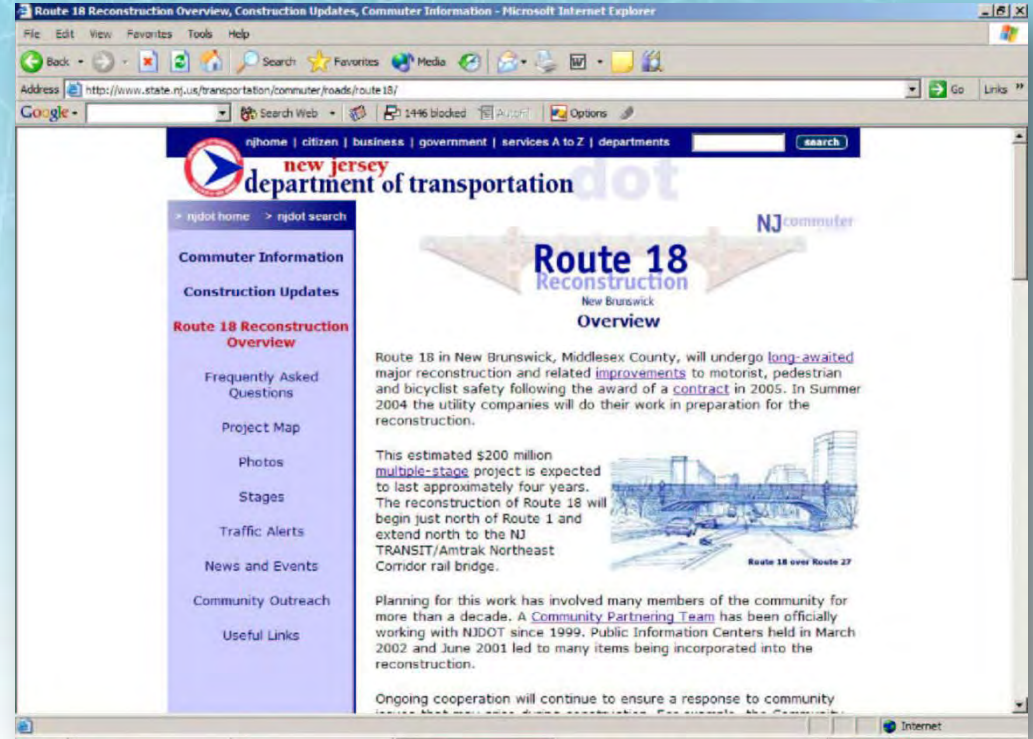 Route 18 Reconstruction Overview, Construction Updates, Commuter Information - Microsoft Internet Explorer
File Edit View Favorites Tools Help
Back Search Favorites Media
Address http://www.state.nj.us/transportation/commuter/roads/route18/ Go Links »
Google Search Web 1446 blocked AutoFill Options
njhome | citizen | business | government | services A to Z | departments search
new jersey
department of transportation dot
> njdot home > njdot search
NJcommuter
Commuter Information
Construction Updates
Route 18 Reconstruction
Overview
Frequently Asked
Questions
Project Map
Photos
Stages
Traffic Alerts
News and Events
Community Outreach
Useful Links
Route 18
Reconstruction
New Brunswick
Overview
Route 18 in New Brunswick, Middlesex County, will undergo long-awaited
major reconstruction and related improvements to motorist, pedestrian
and bicyclist safety following the award of a contract in 2005. In Summer
2004 the utility companies will do their work in preparation for the
reconstruction.
This estimated $200 million
multiple-stage project is expected
to last approximately four years.
The reconstruction of Route 18 will
begin just north of Route 1 and
extend north to the NJ
TRANSIT/Amtrak Northeast
Corridor rail bridge.
Route 18 over Route 27
Planning for this work has involved many members of the community for
more than a decade. A Community Partnering Team has been officially
working with NJDOT since 1999. Public Information Centers held in March
2002 and June 2001 led to many items being incorporated into the
reconstruction.
Ongoing cooperation will continue to ensure a response to community
Internet